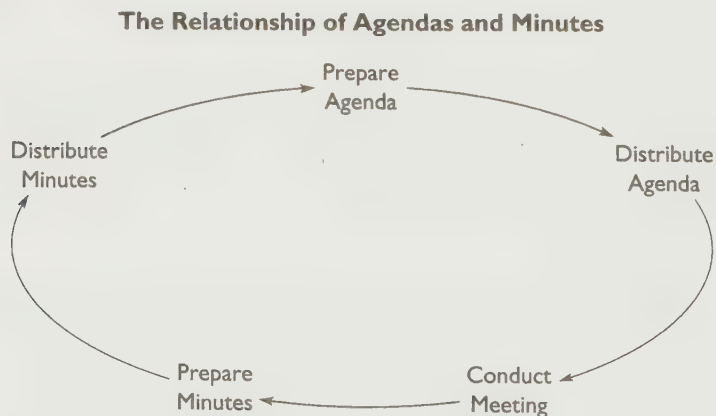 The Relationship of Agendas and Minutes
Prepare
Agenda
Distribute
Agenda
Conduct
Meeting
Prepare
Minutes
Distribute
Minutes